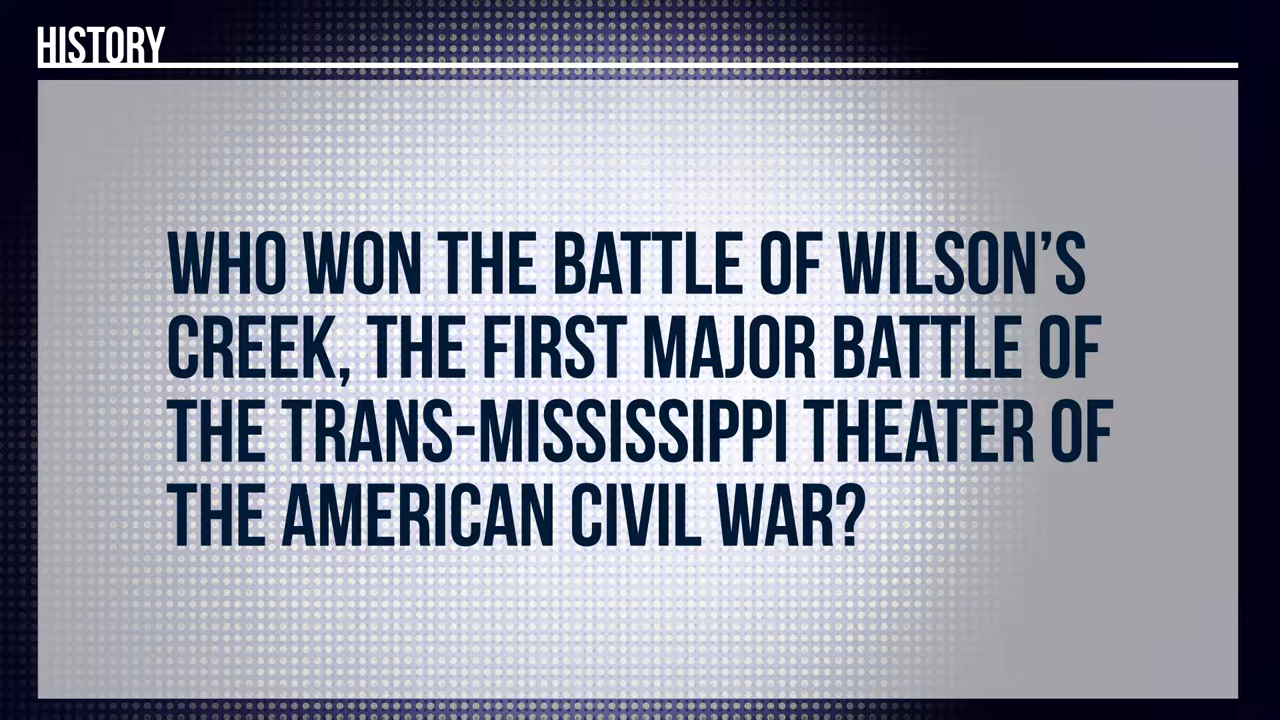 HISTORY
WHO WON THE BATTLE OF WILSON’S
CREEK, THE FIRST MAJOR BATTLE OF
THE TRANS-MISSISSIPPI THEATER OF
THE AMERICAN CIVIL WAR?